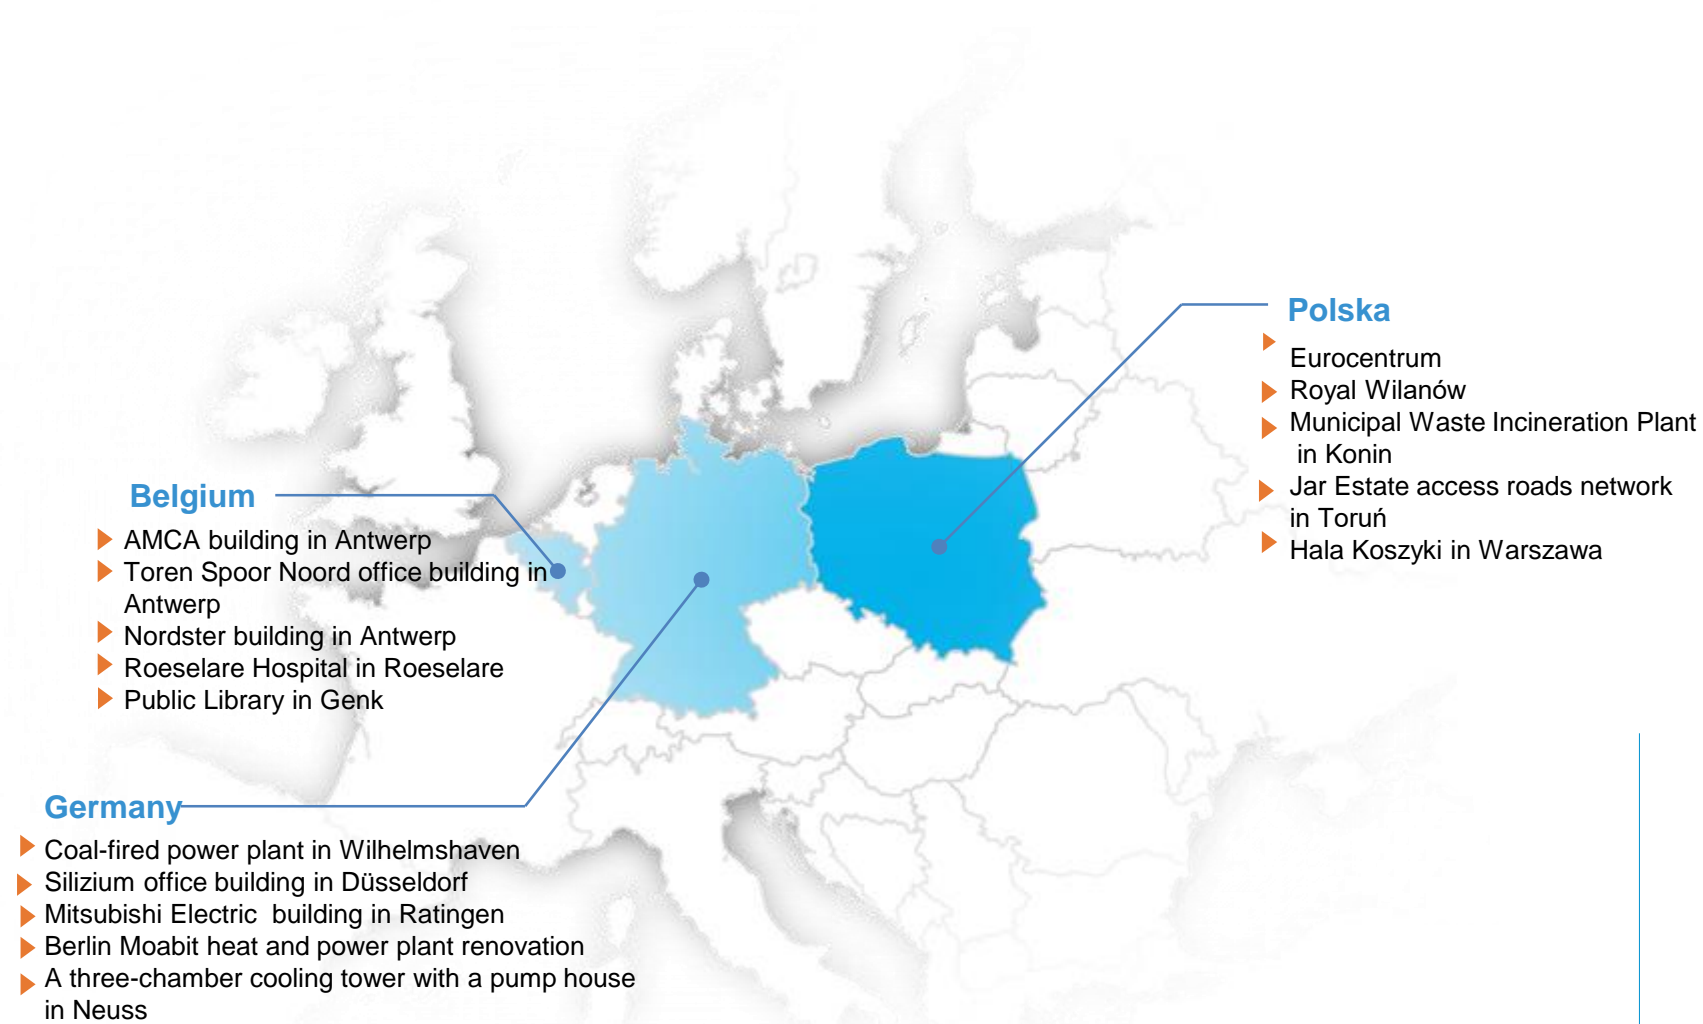 Polska
Eurocentrum
Royal Wilanów
Municipal Waste Incineration Plant
in Konin
Jar Estate access roads network
in Toruń
Hala Koszyki in Warszawa
Belgium
AMCA building in Antwerp
Toren Spoor Noord office building in
Antwerp
Nordster building in Antwerp
Roeselare Hospital in Roeselare
Public Library in Genk
Germany
Coal-fired power plant in Wilhelmshaven
Silizium office building in Düsseldorf
Mitsubishi Electric  building in Ratingen
Berlin Moabit heat and power plant renovation
A three-chamber cooling tower with a pump house
in Neuss